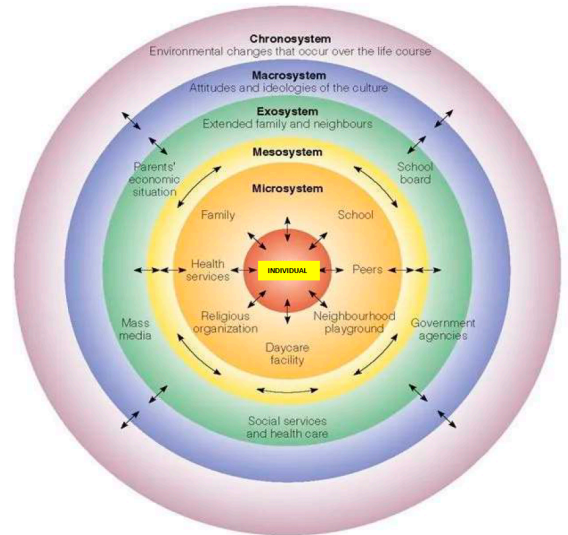 Chronosystem
Environmental changes that occur over the life course
Macrosystem
Attitudes and ideologies of the culture
Exosystem
Extended family and neighbours
Mesosystem
Parents'
economic
situation
School
board
Microsystem
Family
School
Health
services
INDIVIDUAL
Peers
Religious
organization
Neighbourhood
playground
Mass
media
Government
agencies
Daycare
facility
Social services
and health care